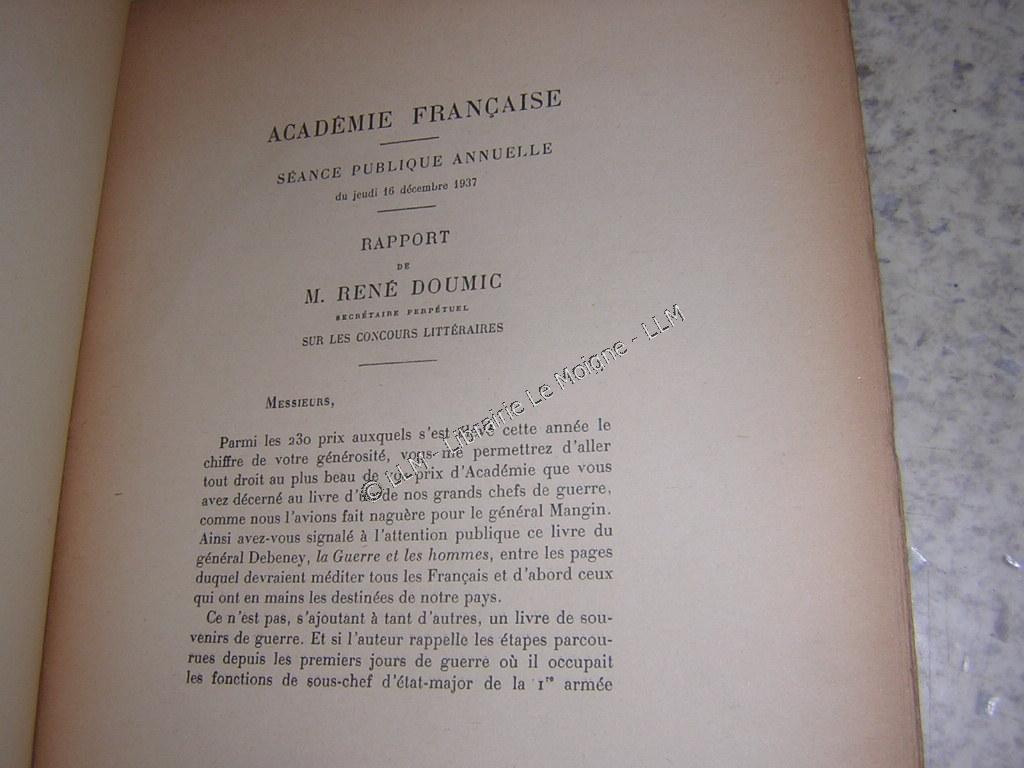 ACADÉMIE FRANÇAISE
SÉANCE PUBLIQUE ANNUELLE
du jeudi 16 décembre 1937
RAPPORT
DE
M. RENÉ DOUMIC
SECRÉTAIRE PERPÉTUEL
SUR LES CONCOURS LITTÉRAIRES
MESSIEURS,
Parmi les 230 prix auxquels s'est cette année le
chiffre de votre générosité, vous me permettrez d'aller
tout droit au plus beau de prix d'Académie que vous
avez décerné au livre d'un de nos grands chefs de guerre,
comme nous l'avions fait naguère pour le général Mangin.
Ainsi avez-vous signalé à l'attention publique ce livre du
général Debeney, la Guerre et les hommes, entre les pages
duquel devraient méditer tous les Français et d'abord ceux
qui ont en mains les destinées de notre pays.
Ce n'est pas, s'ajoutant à tant d'autres, un livre de sou-
venirs de guerre. Et si l'auteur rappelle les étapes parcou-
rues depuis les premiers jours de guerre où il occupait
les fonctions de sous-chef d'état-major de la 1re armée
© LLM - Librairie Le Moigne - LLM